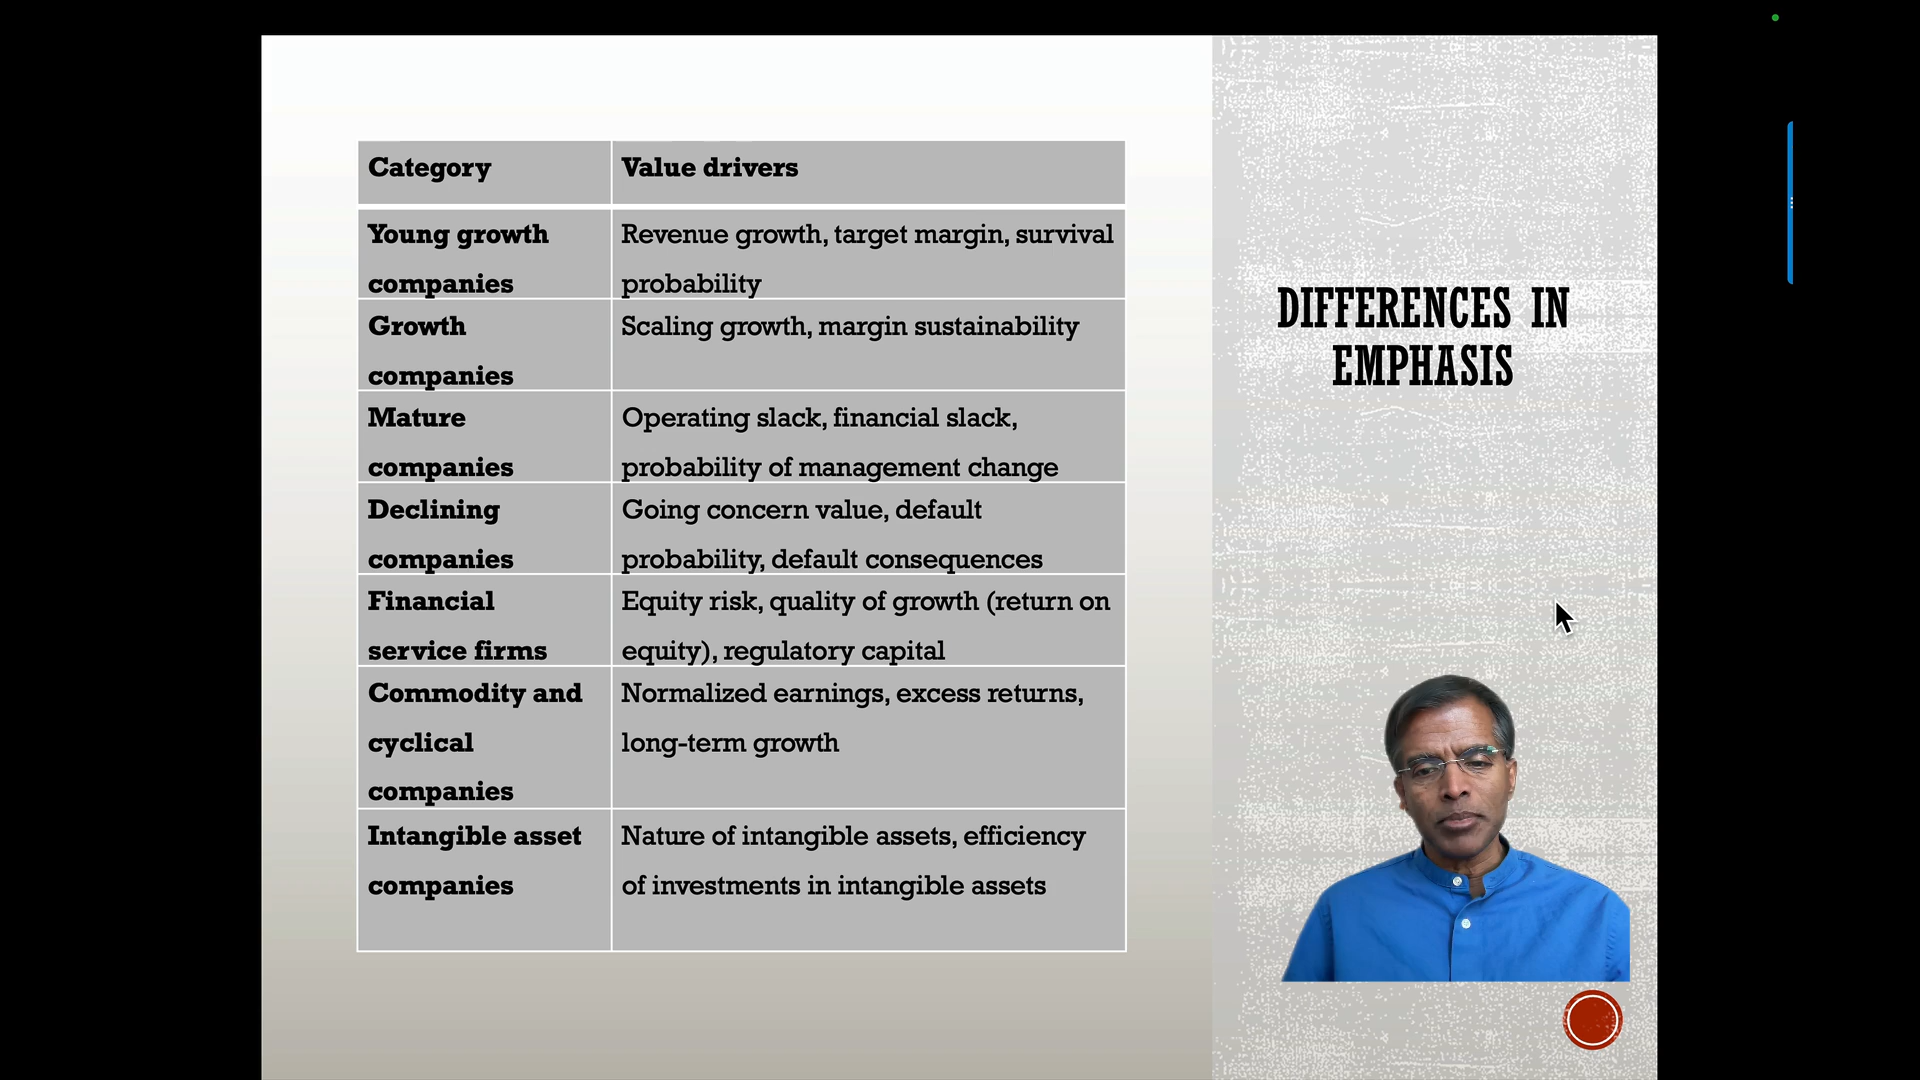 Category
Value drivers
Young growth
companies
Revenue growth, target margin, survival
probability
Growth
companies
Scaling growth, margin sustainability
Mature
companies
Operating slack, financial slack,
probability of management change
Declining
companies
Going concern value, default
probability, default consequences
Financial
service firms
Equity risk, quality of growth (return on
equity), regulatory capital
Commodity and
cyclical
companies
Normalized earnings, excess returns,
long-term growth
Intangible asset
companies
Nature of intangible assets, efficiency
of investments in intangible assets
DIFFERENCES IN
EMPHASIS